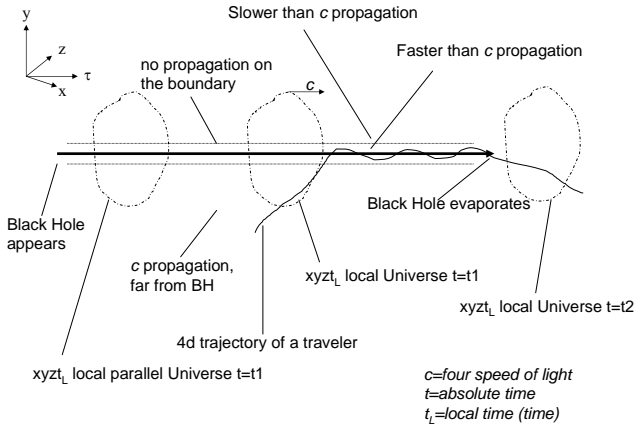 y
Slower than c propagation
z
Faster than c propagation
no propagation on
the boundary
c
τ
x
Black Hole
appears
Black Hole evaporates
c propagation,
far from BH
xyzt_L local Universe t=t1
xyzt_L local Universe t=t2
4d trajectory of a traveler
xyzt_L local parallel Universe t=t1
c=four speed of light
t=absolute time
t_L=local time (time)